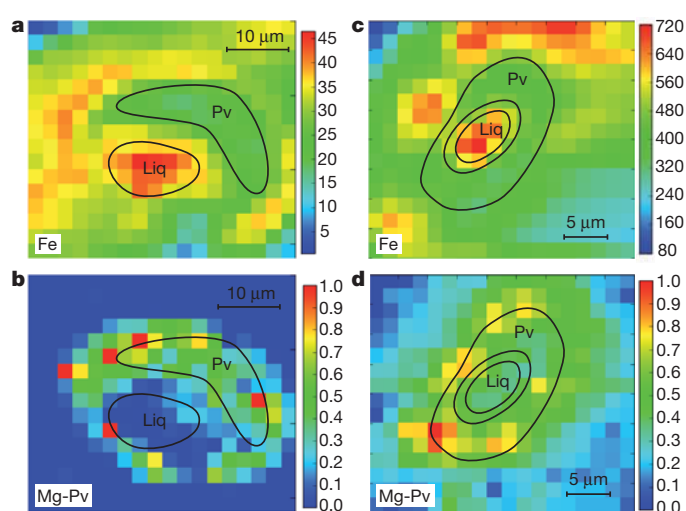 a
10 μm
Pv
Liq
Fe
45
40
35
30
25
20
15
10
5
c
Pv
Liq
5 μm
Fe
720
640
560
480
400
320
240
160
80
b
10 μm
Pv
Liq
Mg-Pv
1.0
0.9
0.8
0.7
0.6
0.5
0.4
0.3
0.2
0.1
0.0
d
Pv
Liq
5 μm
Mg-Pv
1.0
0.9
0.8
0.7
0.6
0.5
0.4
0.3
0.2
0.1
0.0